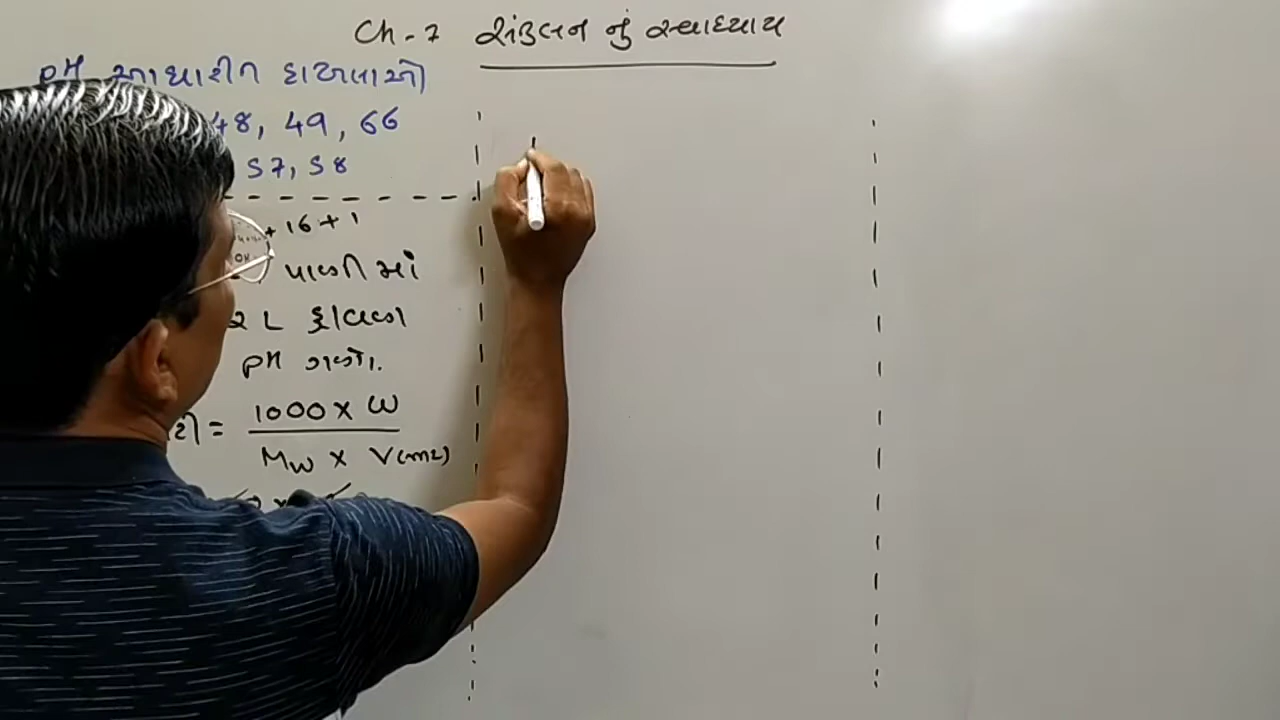 Ch-7 સંકુલન નું સ્વાધ્યાય
pH આધારીત દાખલાઓ
48, 49, 66
57, 58
+ 16 + 1
પાણી માં
2 L દ્રાવણ
pH ગણો.
= 1000 x W
Mw x V(mL)